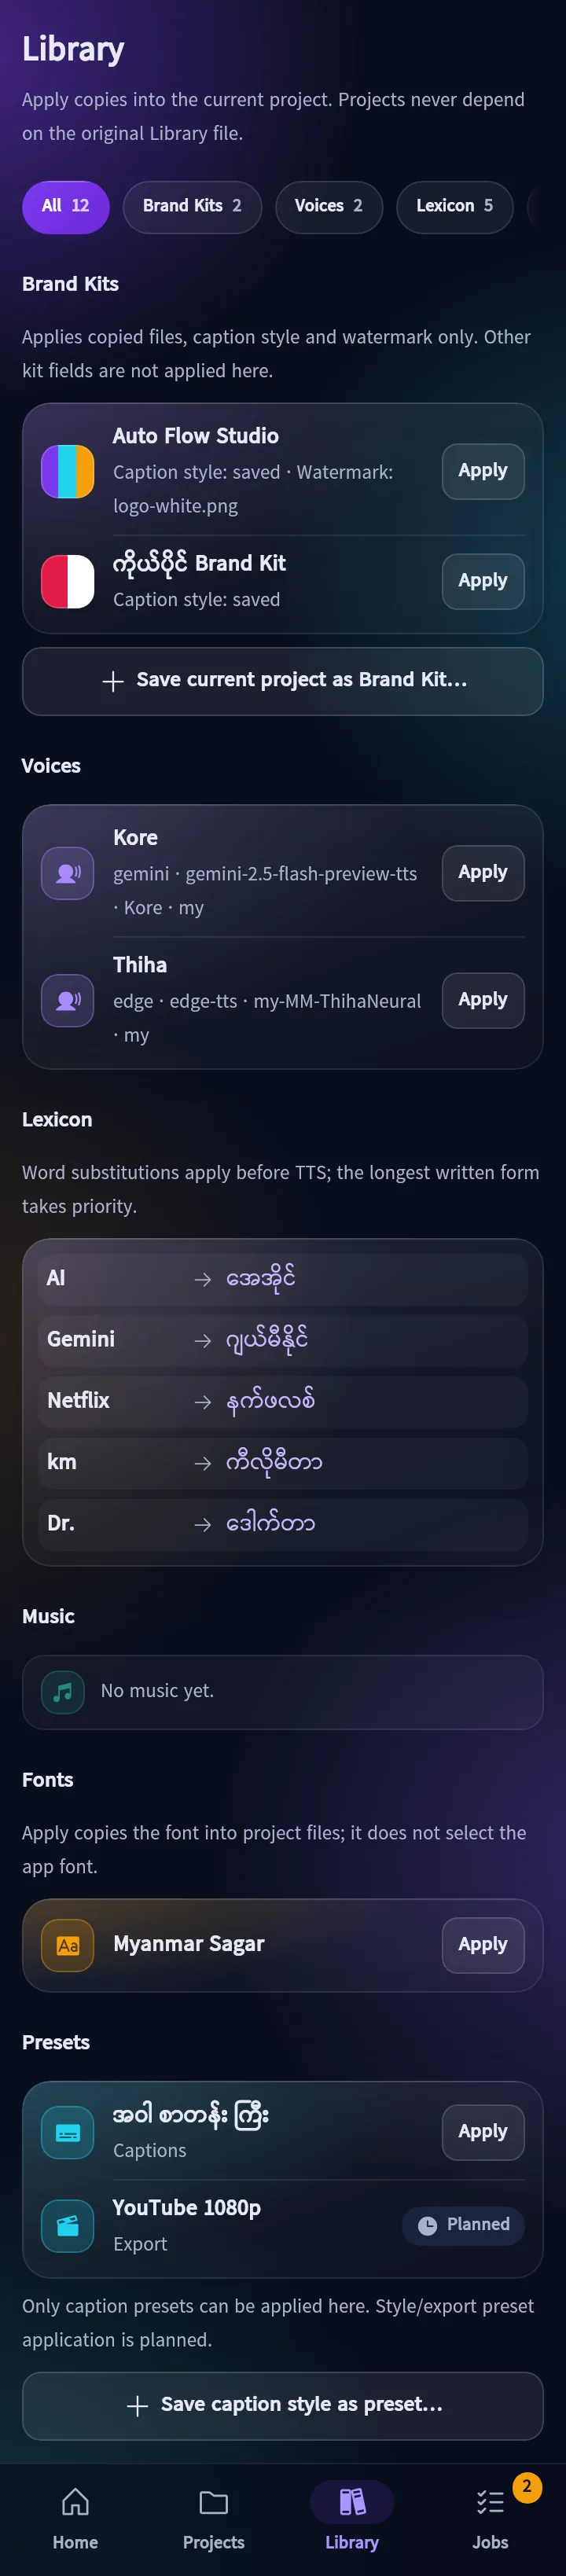 Library
Apply copies into the current project. Projects never depend
on the original Library file.
All 12
Brand Kits 2
Voices 2
Lexicon 5
Brand Kits
Applies copied files, caption style and watermark only. Other
kit fields are not applied here.
Auto Flow Studio
Caption style: saved · Watermark:
logo-white.png
Apply
ကိုယ်ပိုင် Brand Kit
Caption style: saved
Apply
Save current project as Brand Kit…
Voices
Kore
gemini · gemini-2.5-flash-preview-tts
· Kore · my
Apply
Thiha
edge · edge-tts · my-MM-ThihaNeural
· my
Apply
Lexicon
Word substitutions apply before TTS; the longest written form
takes priority.
AI → အေအိုင်
Gemini → ဂျယ်မီနိုင်
Netflix → နက်ဖလစ်
km → ကီလိုမီတာ
Dr. → ဒေါက်တာ
Music
No music yet.
Fonts
Apply copies the font into project files; it does not select the
app font.
Aa
Myanmar Sagar
Apply
Presets
အဝါ စာတန်း ကြီး
Captions
Apply
YouTube 1080p
Export
Planned
Only caption presets can be applied here. Style/export preset
application is planned.
Save caption style as preset…
2
Home
Projects
Library
Jobs